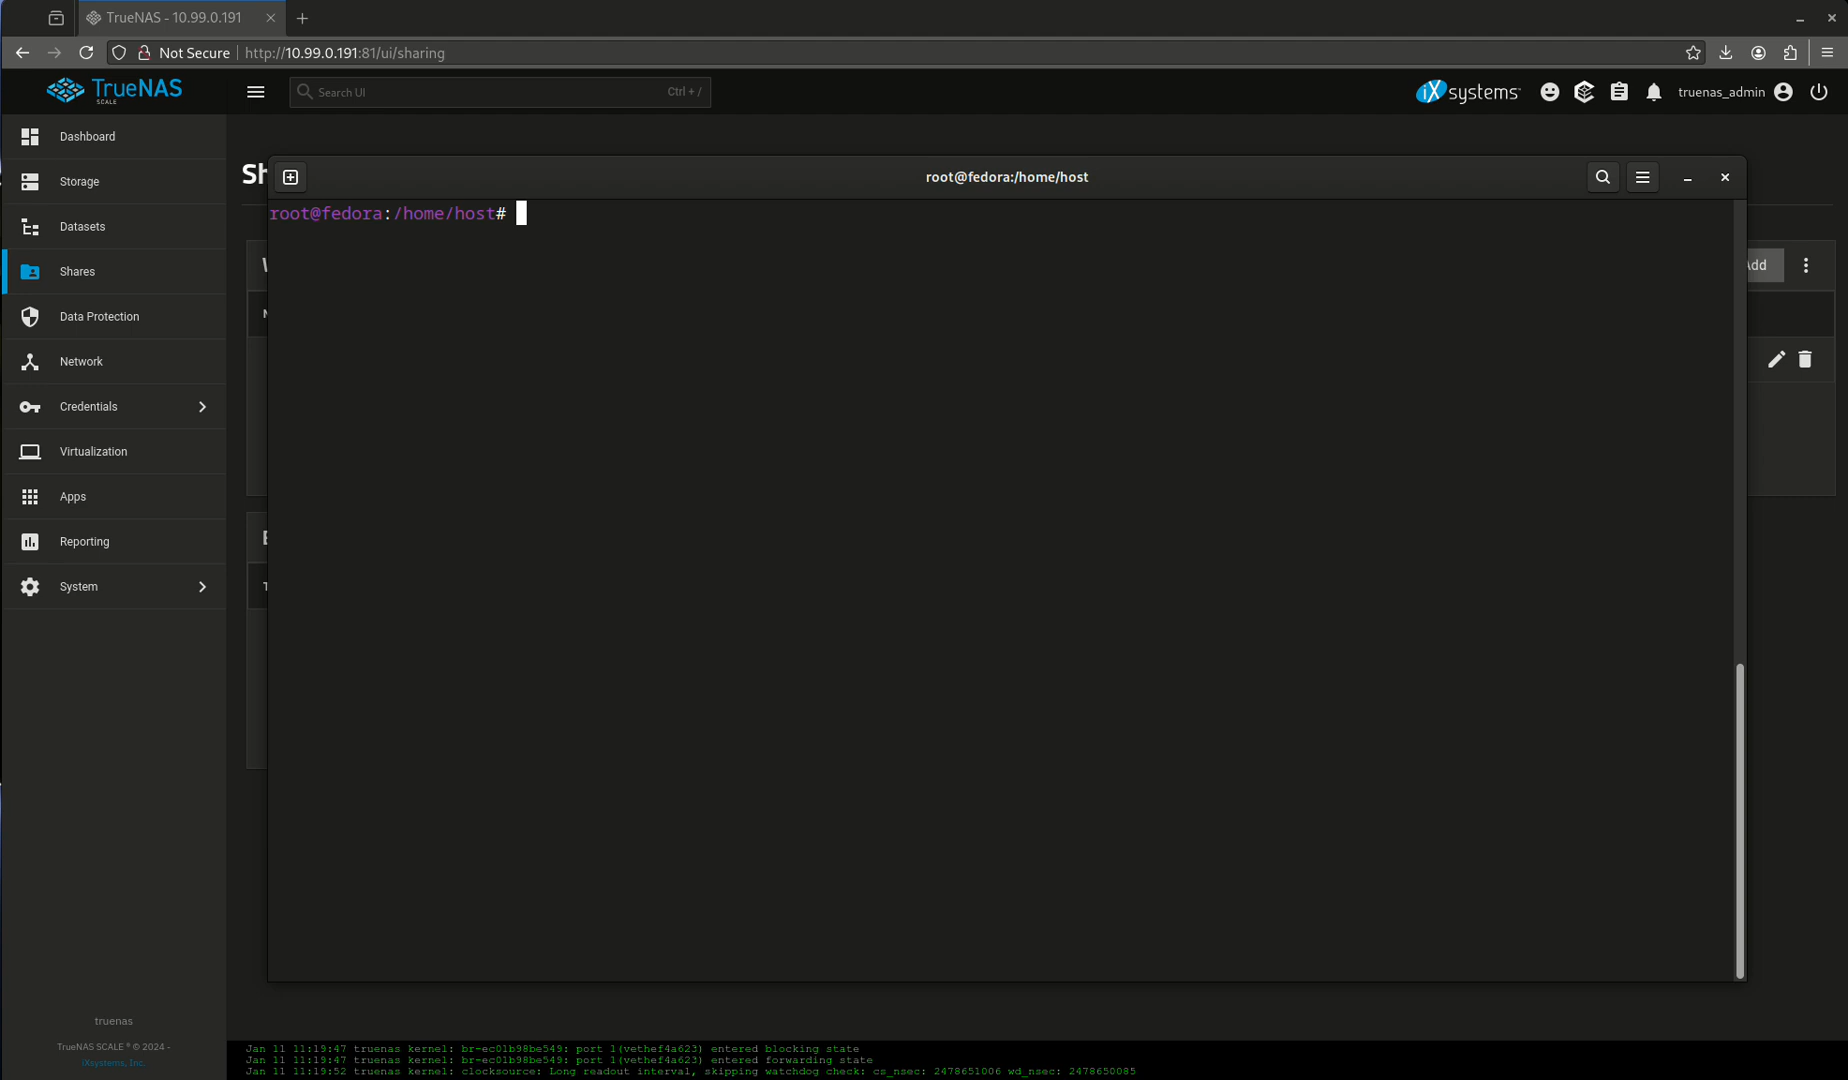 TrueNAS - 10.99.0.191
Not Secure
http://10.99.0.191:81/ui/sharing
TrueNAS
SCALE
Search UI
Ctrl + /
iXsystems
truenas_admin
Dashboard
Storage
Datasets
Shares
Data Protection
Network
Credentials
Virtualization
Apps
Reporting
System
Sh
root@fedora:/home/host
root@fedora:/home/host#
Add
truenas
TrueNAS SCALE ® © 2024 -
iXsystems, Inc.
Jan 11 11:19:47 truenas kernel: br-ec01b98be549: port 1(vethef4a623) entered blocking state
Jan 11 11:19:47 truenas kernel: br-ec01b98be549: port 1(vethef4a623) entered forwarding state
Jan 11 11:19:52 truenas kernel: clocksource: Long readout interval, skipping watchdog check: cs_nsec: 2478651006 wd_nsec: 2478650085